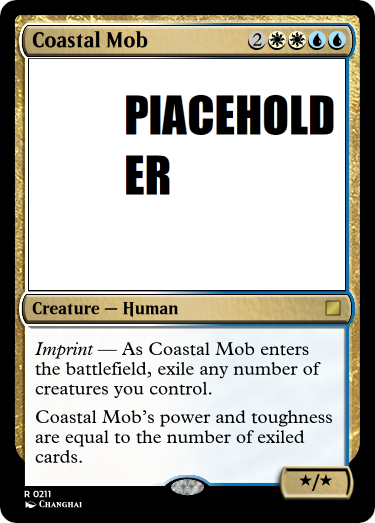 Coastal Mob 2
PIACEHOLD
ER
Creature — Human
Imprint — As Coastal Mob enters
the battlefield, exile any number of
creatures you control.
Coastal Mob's power and toughness
are equal to the number of exiled
cards.
★/★
R 0211
CHANGHAI